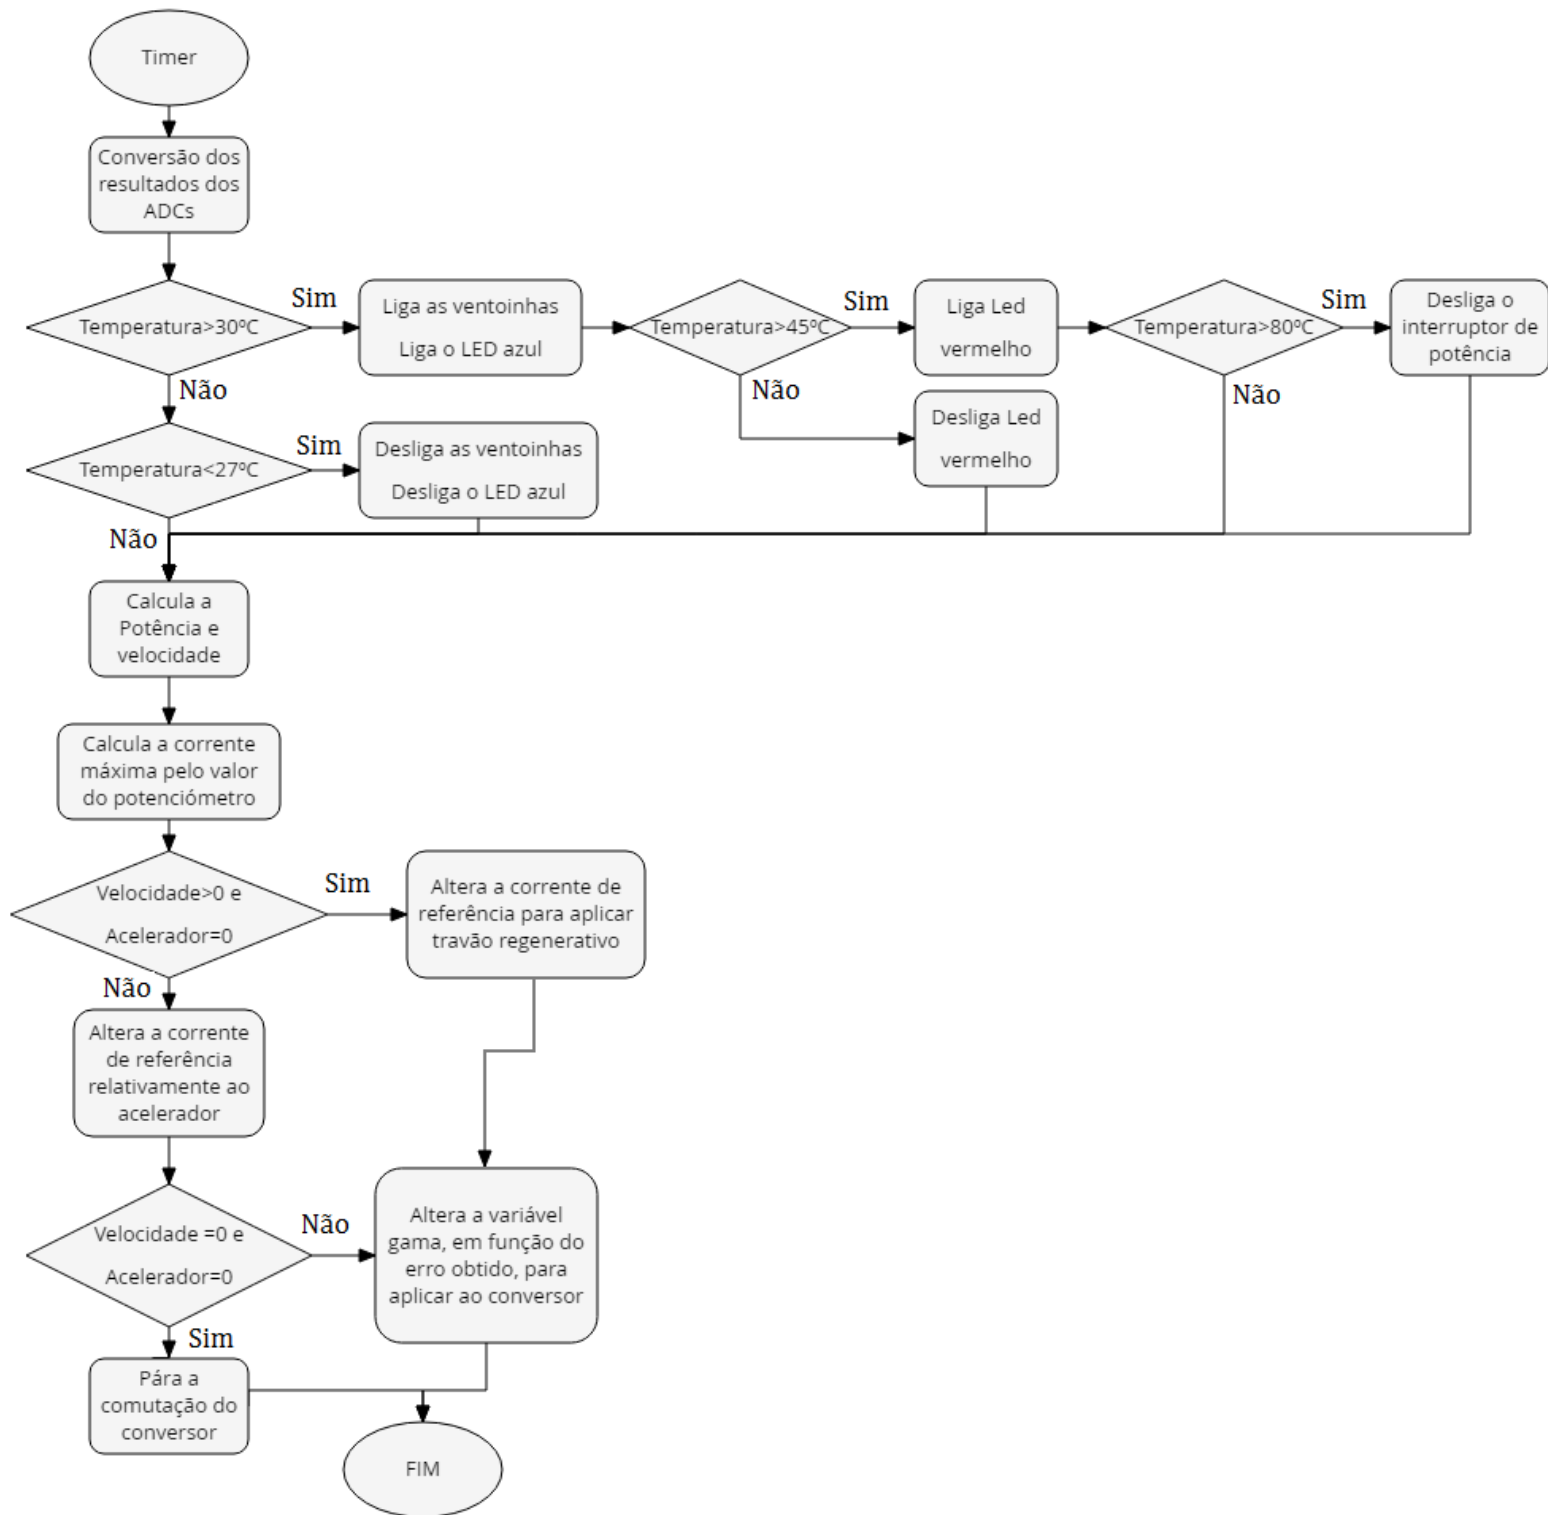 Timer
Conversão dos
resultados dos
ADCs
Temperatura>30ºC
Sim
Liga as ventoinhas
Liga o LED azul
Temperatura>45ºC
Sim
Liga Led
vermelho
Temperatura>80ºC
Sim
Desliga o
interruptor de
potência
Não
Não
Não
Temperatura<27ºC
Sim
Desliga as ventoinhas
Desliga o LED azul
Desliga Led
vermelho
Não
Calcula a
Potência e
velocidade
Calcula a corrente
máxima pelo valor
do potenciómetro
Velocidade>0 e
Acelerador=0
Sim
Altera a corrente de
referência para aplicar
travão regenerativo
Não
Altera a corrente
de referência
relativamente ao
acelerador
Velocidade =0 e
Acelerador=0
Não
Altera a variável
gama, em função do
erro obtido, para
aplicar ao conversor
Sim
Pára a
comutação do
conversor
FIM